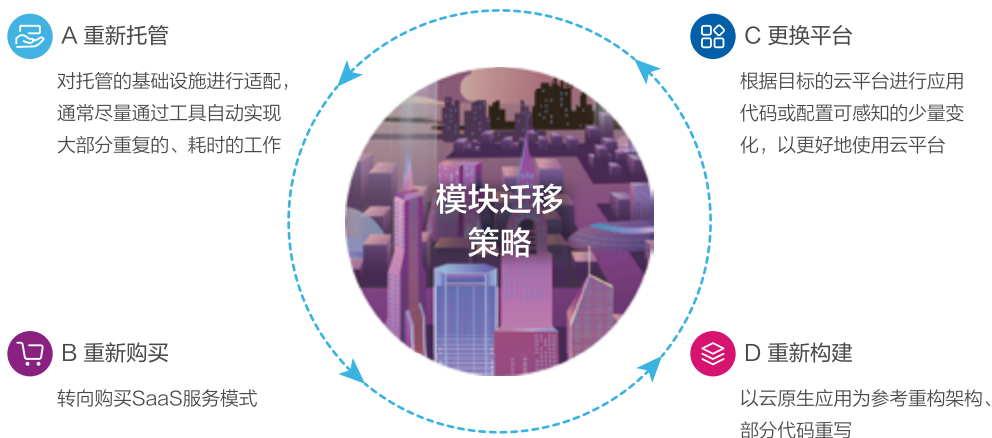 A 重新托管
对托管的基础设施进行适配，
通常尽量通过工具自动实现
大部分重复的、耗时的工作
B 重新购买
转向购买SaaS服务模式
模块迁移
策略
C 更换平台
根据目标的云平台进行应用
代码或配置可感知的少量变
化，以更好地使用云平台
D 重新构建
以云原生应用为参考重构架构、
部分代码重写